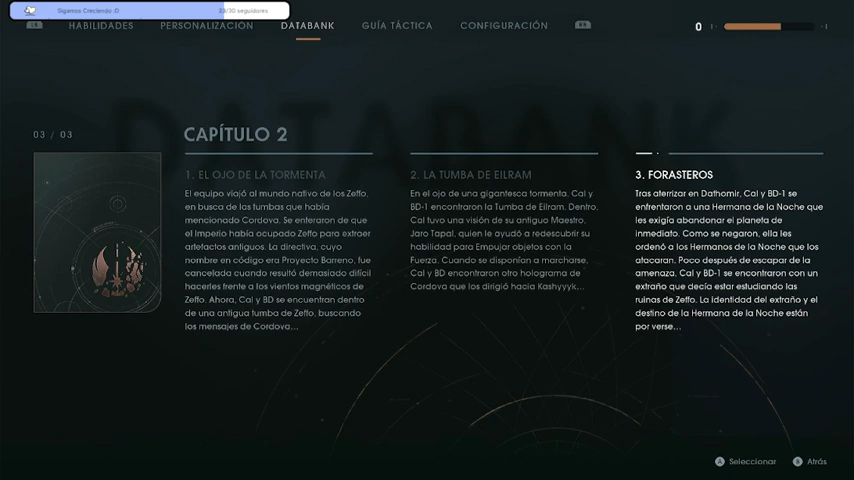 Sigamos Creciendo :D
23/30 seguidores
LB
HABILIDADES
PERSONALIZACIÓN
DATABANK
GUÍA TÁCTICA
CONFIGURACIÓN
RB
0
DATABANK
03 / 03
CAPÍTULO 2
1. EL OJO DE LA TORMENTA
El equipo viajó al mundo nativo de los Zeffo,
en busca de las tumbas que había
mencionado Cordova. Se enteraron de que
el Imperio había ocupado Zeffo para extraer
artefactos antiguos. La directiva, cuyo
nombre en código era Proyecto Barreno, fue
cancelada cuando resultó demasiado difícil
hacerles frente a los vientos magnéticos de
Zeffo. Ahora, Cal y BD se encuentran dentro
de una antigua tumba de Zeffo, buscando
los mensajes de Cordova...
2. LA TUMBA DE EILRAM
En el ojo de una gigantesca tormenta, Cal y
BD-1 encontraron la Tumba de Eilram. Dentro,
Cal tuvo una visión de su antiguo Maestro,
Jaro Tapal, quien le ayudó a redescubrir su
habilidad para Empujar objetos con la
Fuerza. Cuando se disponían a marcharse,
Cal y BD encontraron otro holograma de
Cordova que los dirigió hacia Kashyyyk,...
3. FORASTEROS
Tras aterrizar en Dathomir, Cal y BD-1 se
enfrentaron a una Hermana de la Noche que
les exigía abandonar el planeta de
inmediato. Como se negaron, ella les
ordenó a los Hermanos de la Noche que los
atacaran. Poco después de escapar de la
amenaza, Cal y BD-1 se encontraron con un
extraño que decía estar estudiando las
ruinas de Zeffo. La identidad del extraño y el
destino de la Hermana de la Noche están
por verse...
A Seleccionar
B Atrás